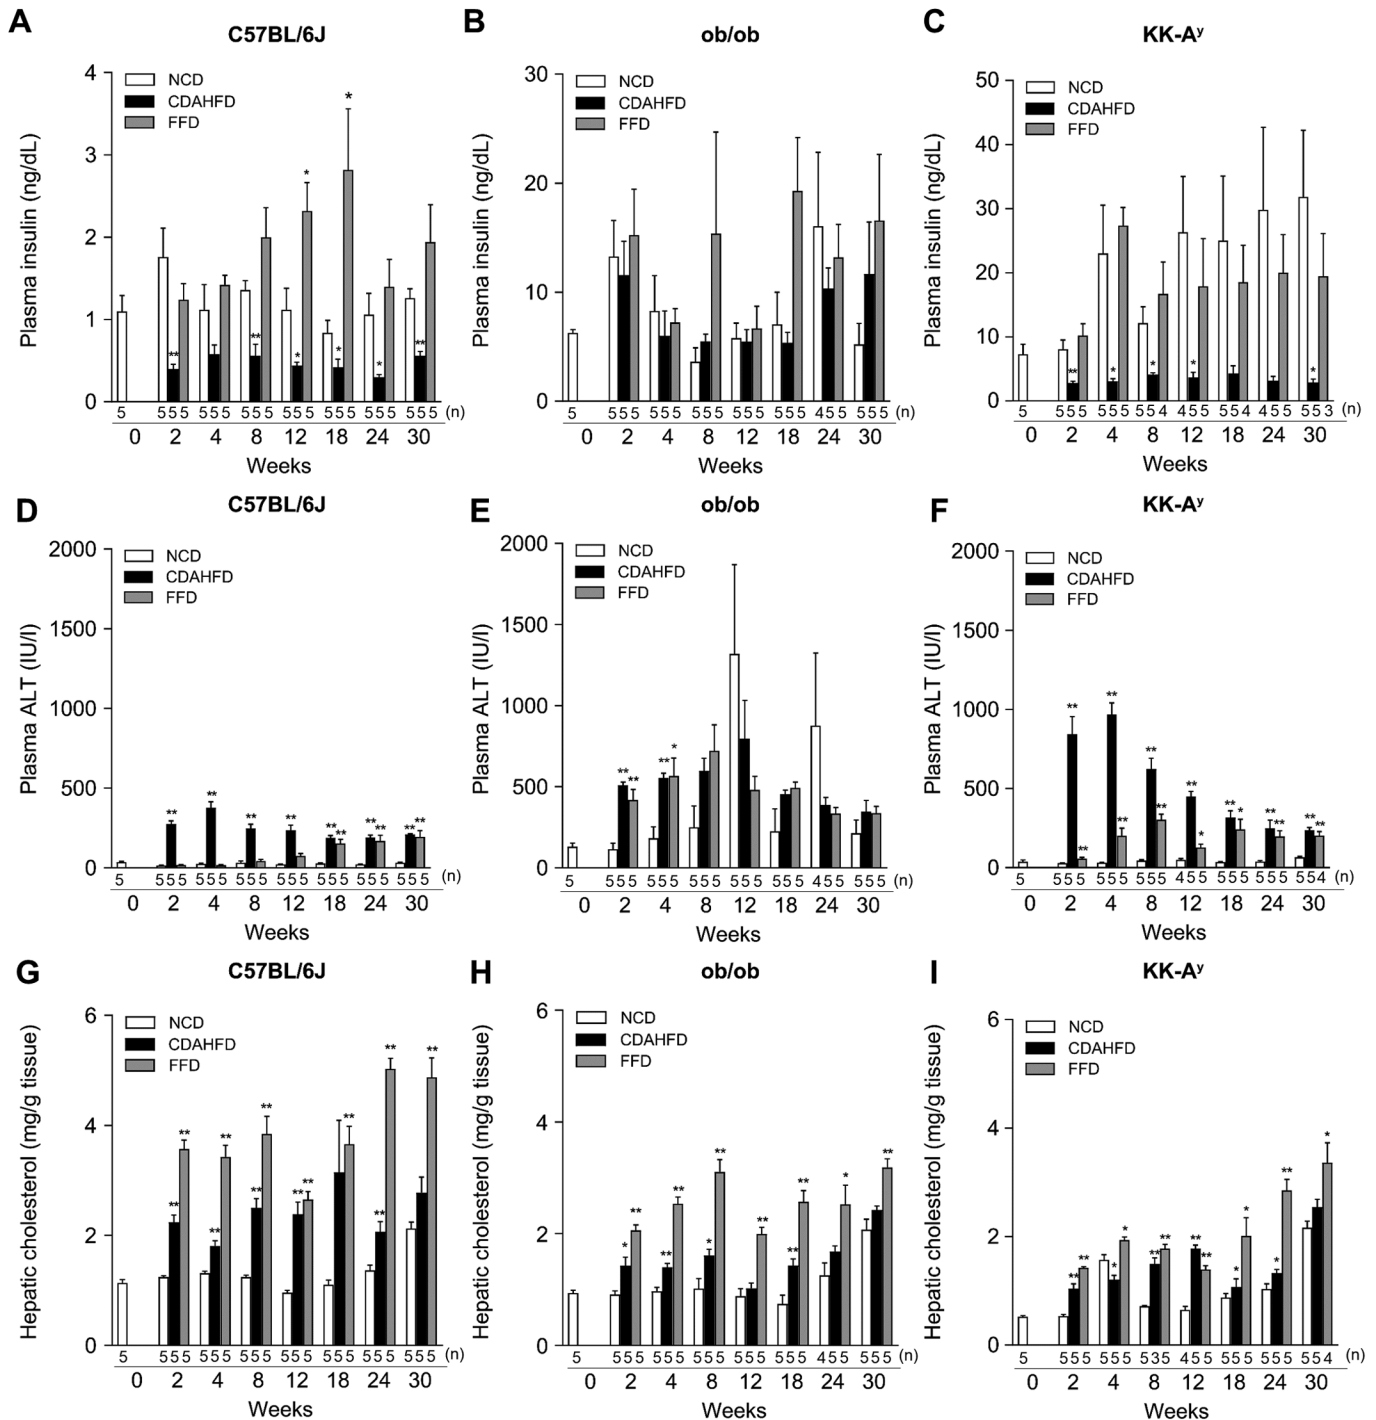 A
C57BL/6J
NCD
CDAHFD
FFD
Plasma insulin (ng/dL)
4
3
2
1
0
* *
** ** * * * **
5 555 555 555 555 555 555 555 (n)
0 2 4 8 12 18 24 30
Weeks
B
ob/ob
NCD
CDAHFD
FFD
Plasma insulin (ng/dL)
30
20
10
0
5 555 555 555 555 555 455 555
0 2 4 8 12 18 24 30
Weeks
C
KK-Aʸ
NCD
CDAHFD
FFD
Plasma insulin (ng/dL)
50
40
30
20
10
0
** * * * *
5 555 555 554 455 554 455 553 (n)
0 2 4 8 12 18 24 30
Weeks
D
C57BL/6J
NCD
CDAHFD
FFD
Plasma ALT (IU/l)
2000
1500
1000
500
0
** ** ** ** ** ** ** ** ** **
5 555 555 555 555 555 555 555 (n)
0 2 4 8 12 18 24 30
Weeks
E
ob/ob
NCD
CDAHFD
FFD
Plasma ALT (IU/l)
2000
1500
1000
500
0
** ** ** *
5 555 555 555 555 555 455 555
0 2 4 8 12 18 24 30
Weeks
F
KK-Aʸ
NCD
CDAHFD
FFD
Plasma ALT (IU/l)
2000
1500
1000
500
0
** ** ** ** ** ** ** * ** * ** ** ** **
5 555 555 555 455 555 555 554 (n)
0 2 4 8 12 18 24 30
Weeks
G
C57BL/6J
NCD
CDAHFD
FFD
Hepatic cholesterol (mg/g tissue)
6
4
2
0
** ** ** ** ** ** ** ** ** ** ** **
5 555 555 555 555 555 555 555 (n)
0 2 4 8 12 18 24 30
Weeks
H
ob/ob
NCD
CDAHFD
FFD
Hepatic cholesterol (mg/g tissue)
6
4
2
0
* ** ** ** * ** ** ** ** * **
5 555 555 555 555 555 455 555
0 2 4 8 12 18 24 30
Weeks
I
KK-Aʸ
NCD
CDAHFD
FFD
Hepatic cholesterol (mg/g tissue)
6
4
2
0
** ** * * ** ** ** ** * * * ** *
5 555 555 535 455 555 555 554 (n)
0 2 4 8 12 18 24 30
Weeks